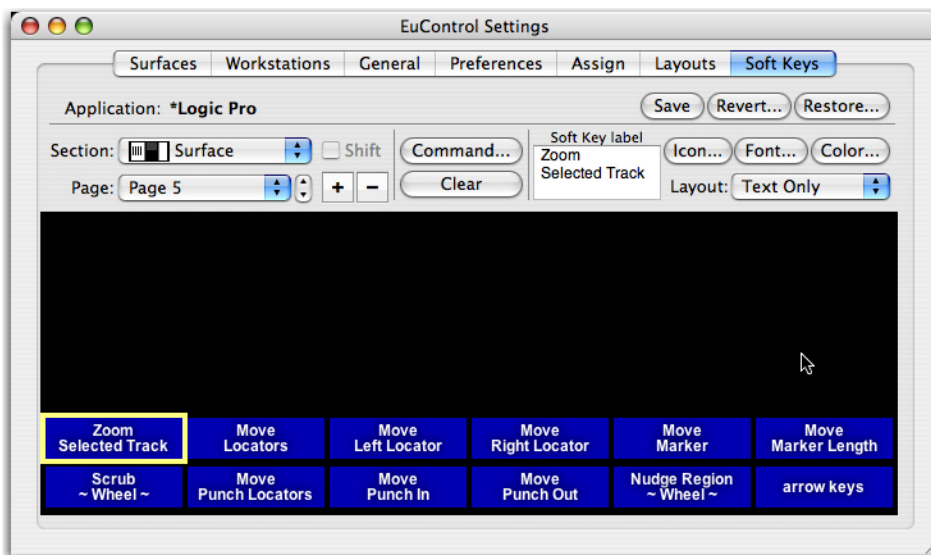 EuControl Settings
Surfaces Workstations General Preferences Assign Layouts Soft Keys
Application: *Logic Pro
Save Revert... Restore...
Section: Surface Shift Command... Soft Key label Icon... Font... Color...
Zoom
Selected Track
Page: Page 5 + - Clear Layout: Text Only
Zoom
Selected Track
Move
Locators
Move
Left Locator
Move
Right Locator
Move
Marker
Move
Marker Length
Scrub
~ Wheel ~
Move
Punch Locators
Move
Punch In
Move
Punch Out
Nudge Region
~ Wheel ~
arrow keys